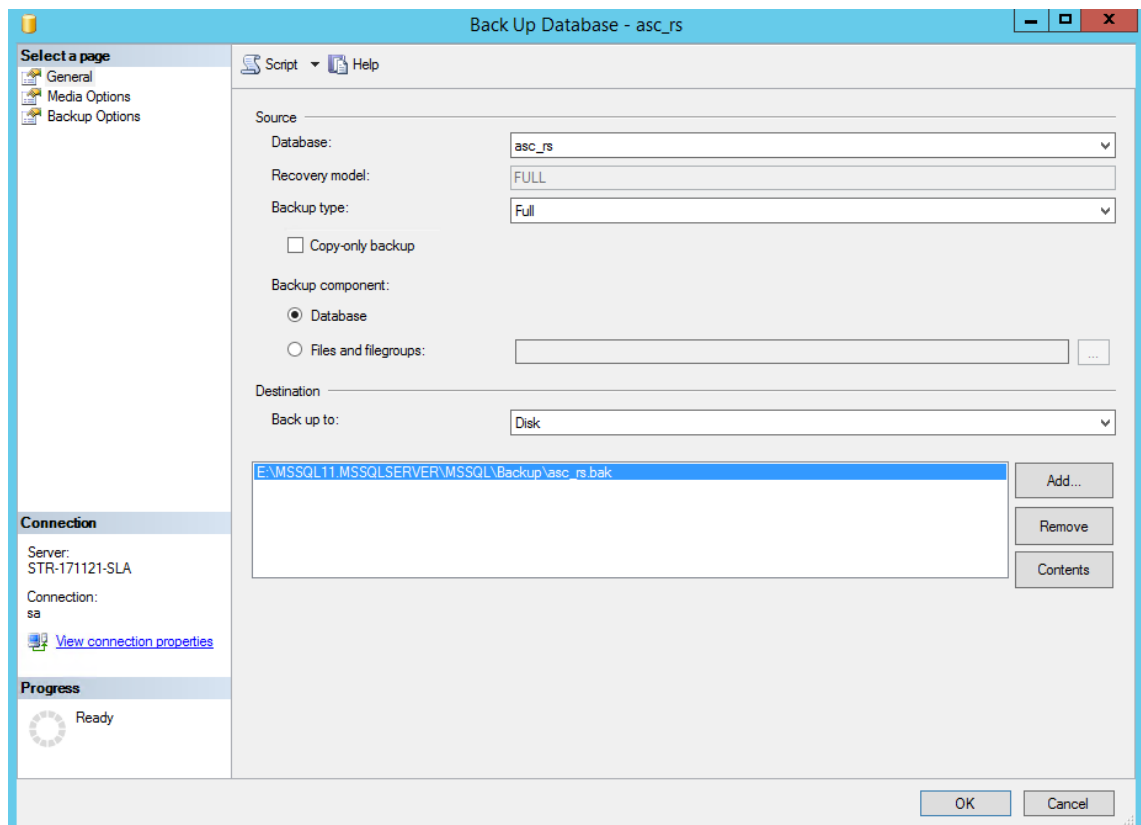 Back Up Database - asc_rs
Select a page
General
Media Options
Backup Options
Script
Help
Source
Database:
asc_rs
Recovery model:
FULL
Backup type:
Full
Copy-only backup
Backup component:
Database
Files and filegroups:
...
Destination
Back up to:
Disk
E:\MSSQL11.MSSQLSERVER\MSSQL\Backup\asc_rs.bak
Add...
Remove
Contents
Connection
Server:
STR-171121-SLA
Connection:
sa
View connection properties
Progress
Ready
OK
Cancel